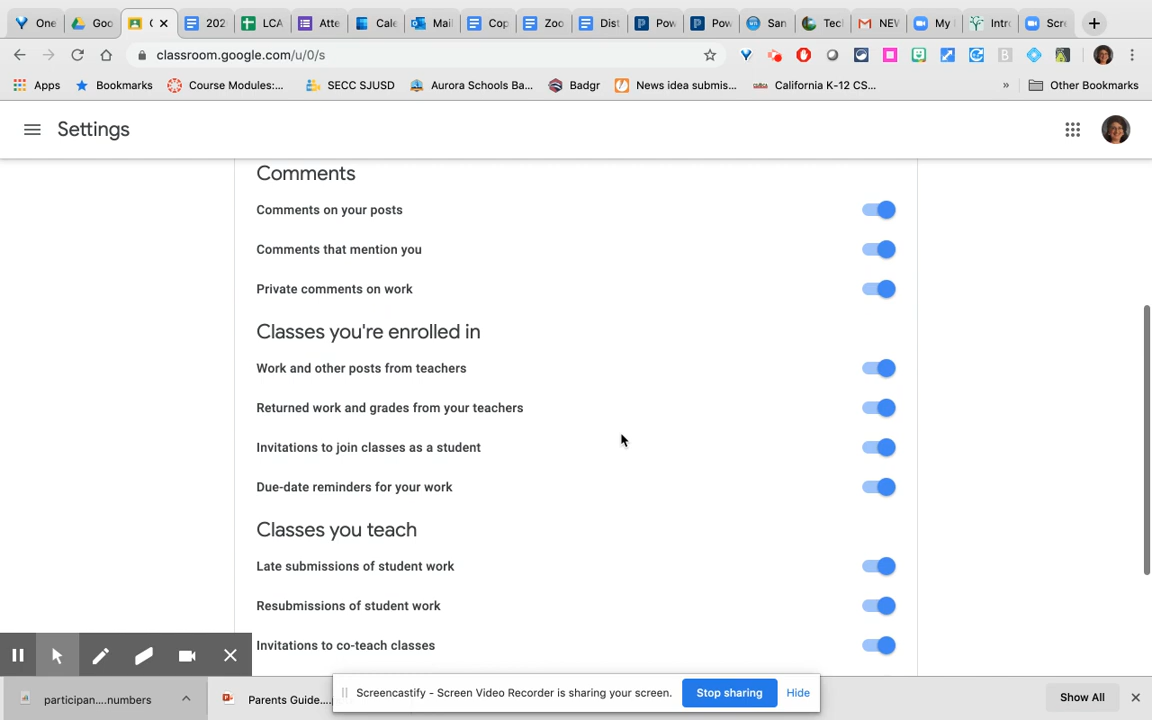 One
Goo
202
LCA
Atte
Cale
Mail
Cop
Zoo
Dist
Pow
Pow
San
Tec
NEV
My
Intro
Scre
classroom.google.com/u/0/s
Apps
Bookmarks
Course Modules:...
SECC SJUSD
Aurora Schools Ba...
Badgr
News idea submis...
California K-12 CS...
»
Other Bookmarks
Settings
Comments
Comments on your posts
Comments that mention you
Private comments on work
Classes you're enrolled in
Work and other posts from teachers
Returned work and grades from your teachers
Invitations to join classes as a student
Due-date reminders for your work
Classes you teach
Late submissions of student work
Resubmissions of student work
Invitations to co-teach classes
Screencastify - Screen Video Recorder is sharing your screen.
Stop sharing
Hide
participan....numbers
Parents Guide....
Show All